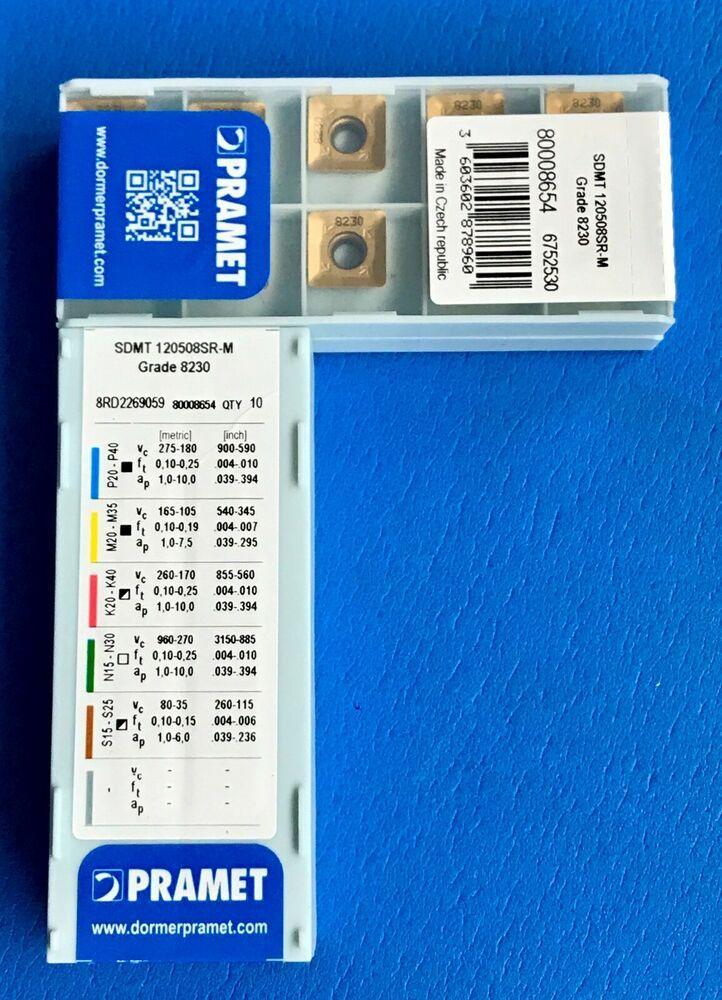 8230
8230
8230
8230
PRAMET
www.dormerpramet.com
SDMT 120508SR-M
Grade 8230
80008654 6752530
3 603602 878960
Made in Czech republic
SDMT 120508SR-M
Grade 8230
8RD2269059 80008654 QTY 10
[metric] [inch]
P20 - P40
vc 275-180 900-590
ft 0,10-0,25 .004-.010
ap 1,0-10,0 .039-.394
M20 - M35
vc 165-105 540-345
ft 0,10-0,19 .004-.007
ap 1,0-7,5 .039-.295
K20 - K40
vc 260-170 855-560
ft 0,10-0,25 .004-.010
ap 1,0-10,0 .039-.394
N15 - N30
vc 960-270 3150-885
ft 0,10-0,25 .004-.010
ap 1,0-10,0 .039-.394
S15 - S25
vc 80-35 260-115
ft 0,10-0,15 .004-.006
ap 1,0-6,0 .039-.236
-
vc - -
ft - -
ap - -
PRAMET
www.dormerpramet.com